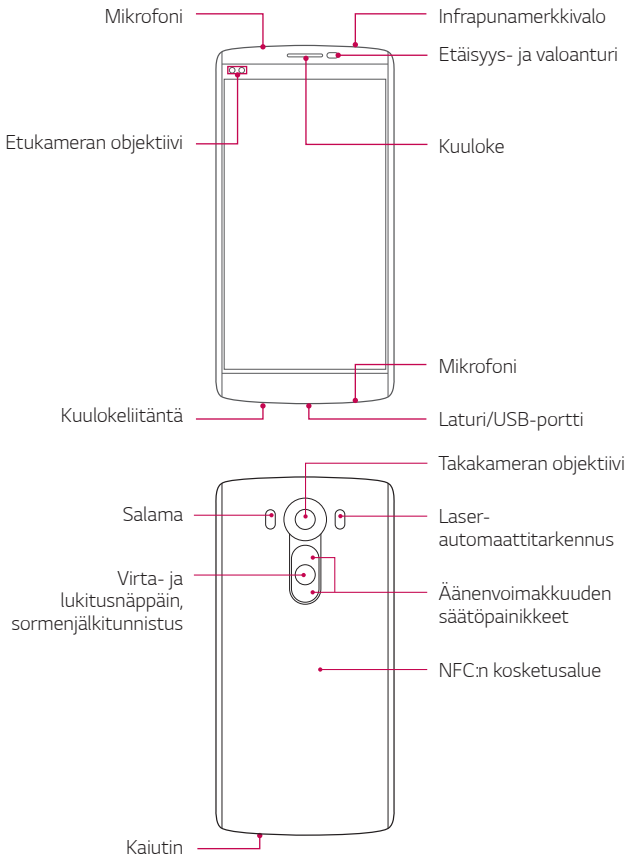 Mikrofoni
Infrapunamerkkivalo
Etäisyys- ja valoanturi
Etukameran objektiivi
Kuuloke
Mikrofoni
Kuulokeliitäntä
Laturi/USB-portti
Takakameran objektiivi
Salama
Laser-
automaattitarkennus
Virta- ja
lukitusnäppäin,
sormenjälkitunnistus
Äänenvoimakkuuden
säätöpainikkeet
NFC:n kosketusalue
Kaiutin